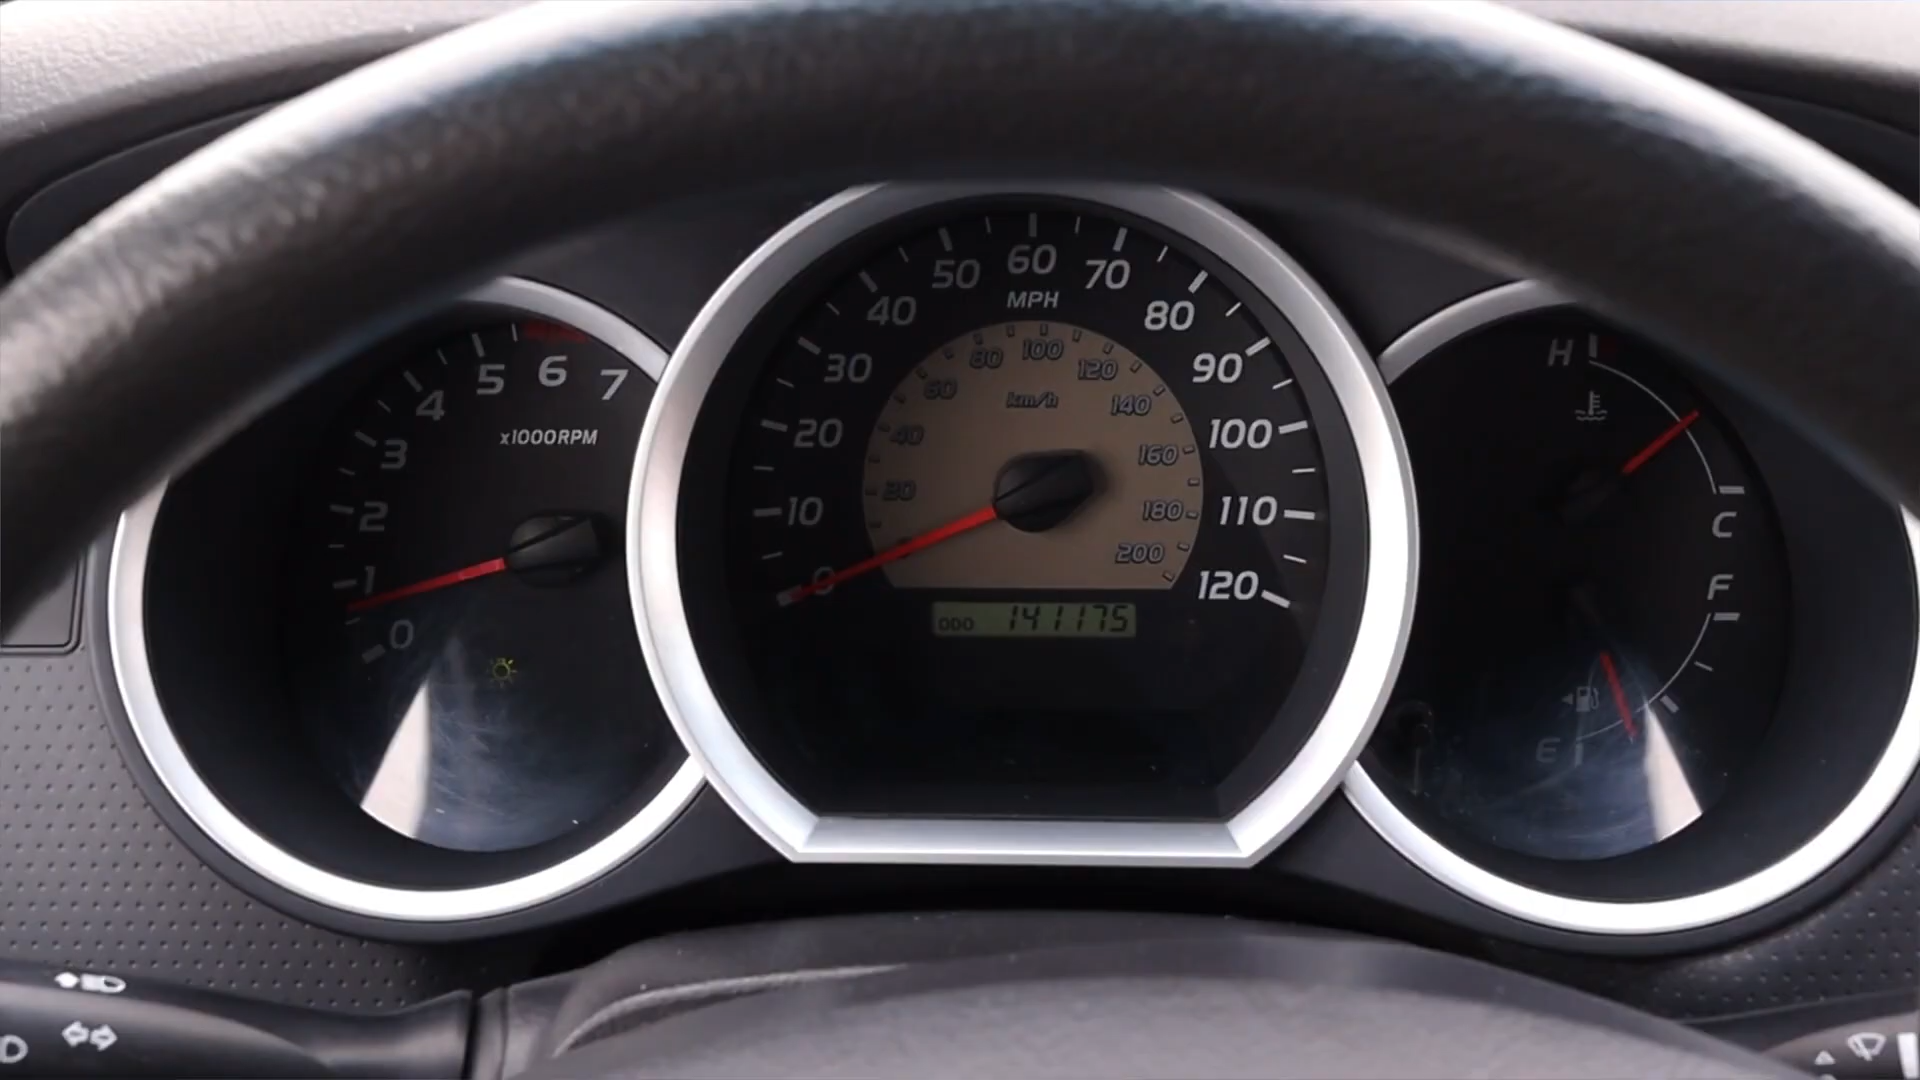 0 1 2 3 4 5 6 7
x1000RPM
0 10 20 30 40 50 60 70 80 90 100 110 120
MPH
20 40 60 80 100 120 140 160 180 200
km/h
ODO 141175
H
C
F
E